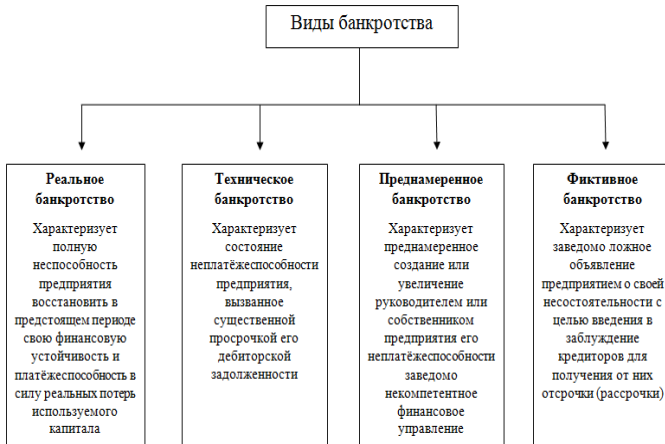 Виды банкротства
Реальное
банкротство
Характеризует
полную
неспособность
предприятия
восстановить в
предстоящем периоде
свою финансовую
устойчивость и
платёжеспособность в
силу реальных потерь
используемого
капитала
Техническое
банкротство
Характеризует
состояние
неплатёжеспособности
предприятия,
вызванное
существенной
просрочкой его
дебиторской
задолженности
Преднамеренное
банкротство
Характеризует
преднамеренное
создание или
увеличение
руководителем или
собственником
предприятия его
неплатёжеспособности
заведомо
некомпетентное
финансовое
управление
Фиктивное
банкротство
Характеризует
заведомо ложное
объявление
предприятием о своей
несостоятельности с
целью введения в
заблуждение
кредиторов для
получения от них
отсрочки (рассрочки)